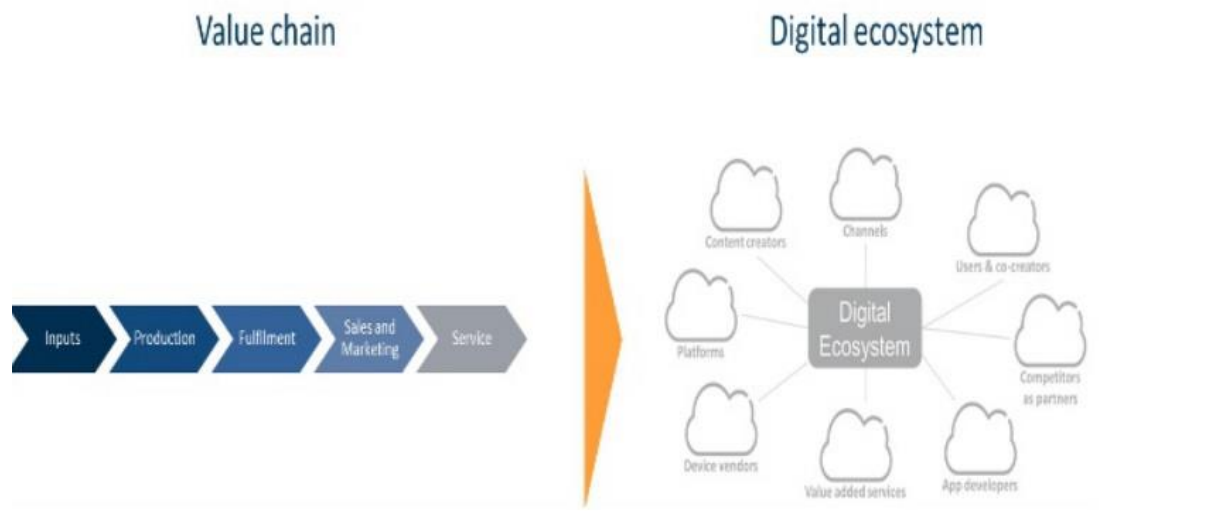 Value chain
Digital ecosystem
Inputs
Production
Fulfilment
Sales and
Marketing
Service
Content creators
Channels
Users & co-creators
Platforms
Digital
Ecosystem
Competitors
as partners
Device vendors
Value added services
App developers